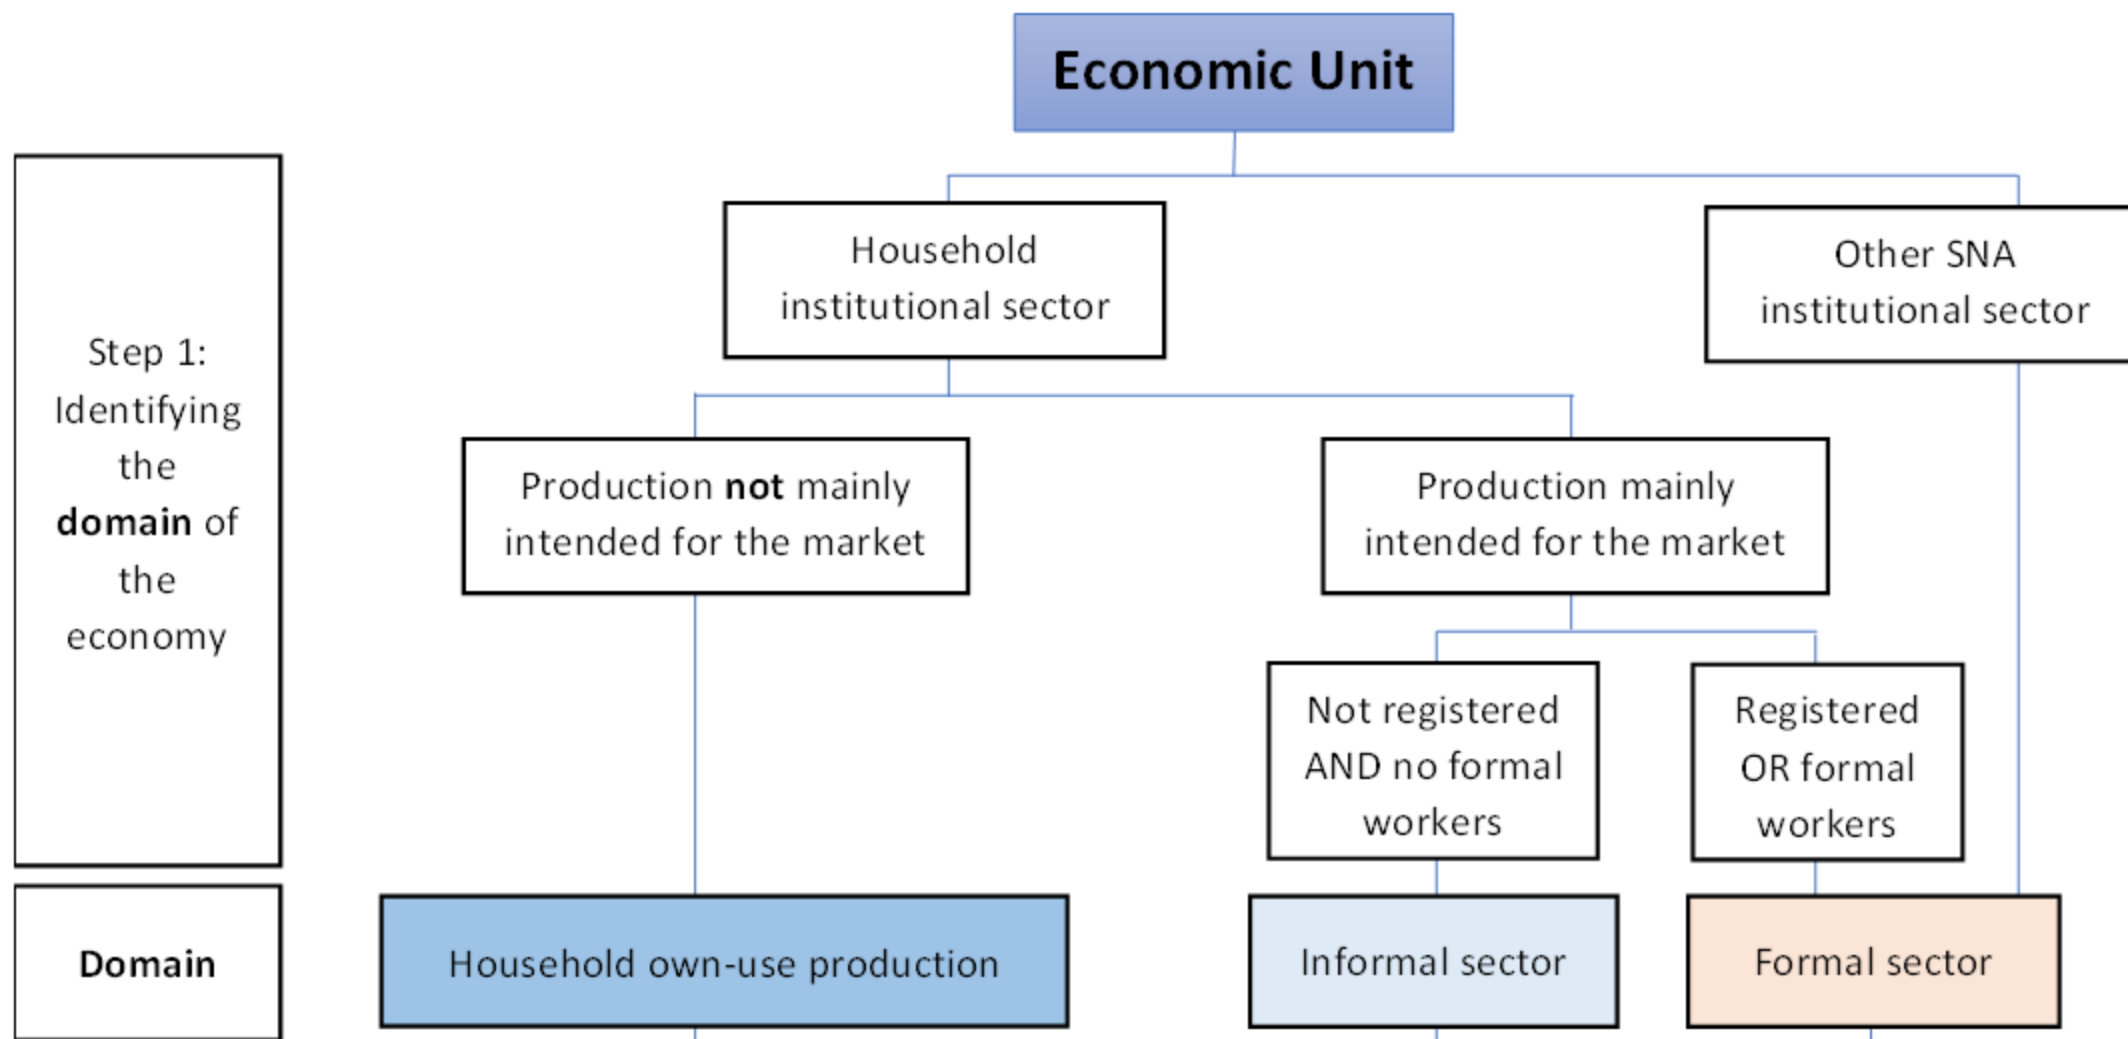 Economic Unit
Household
institutional sector
Other SNA
institutional sector
Step 1:
Identifying
the
domain of
the
economy
Production not mainly
intended for the market
Production mainly
intended for the market
Not registered
AND no formal
workers
Registered
OR formal
workers
Domain
Household own-use production
Informal sector
Formal sector